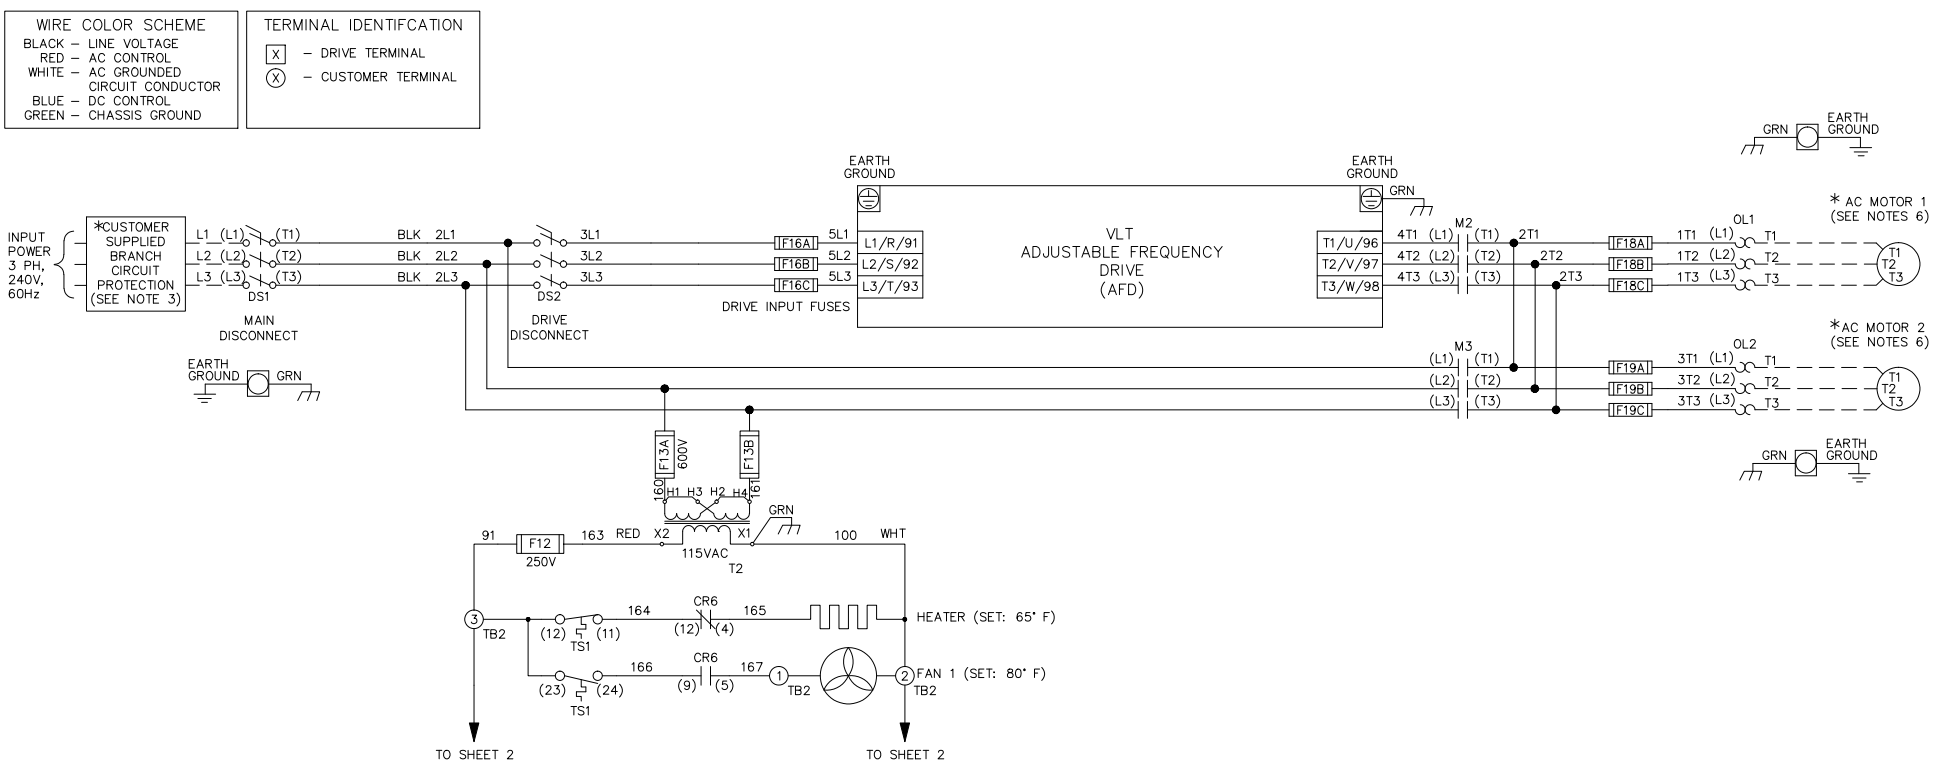 WIRE COLOR SCHEME
BLACK – LINE VOLTAGE
RED – AC CONTROL
WHITE – AC GROUNDED
CIRCUIT CONDUCTOR
BLUE – DC CONTROL
GREEN – CHASSIS GROUND
TERMINAL IDENTIFCATION
X – DRIVE TERMINAL
X – CUSTOMER TERMINAL
INPUT
POWER
3 PH,
240V,
60Hz
*CUSTOMER
SUPPLIED
BRANCH
CIRCUIT
PROTECTION
(SEE NOTE 3)
L1 (L1) (T1)
L2 (L2) (T2)
L3 (L3) (T3)
DS1
MAIN
DISCONNECT
EARTH
GROUND
GRN
BLK 2L1
BLK 2L2
BLK 2L3
3L1
3L2
3L3
DS2
DRIVE
DISCONNECT
F16A 5L1
F16B 5L2
F16C 5L3
DRIVE INPUT FUSES
EARTH
GROUND
L1/R/91
L2/S/92
L3/T/93
VLT
ADJUSTABLE FREQUENCY
DRIVE
(AFD)
EARTH
GROUND
GRN
T1/U/96
T2/V/97
T3/W/98
M2
4T1 (L1) (T1) 2T1
4T2 (L2) (T2) 2T2
4T3 (L3) (T3) 2T3
OL1
F18A 1T1 (L1) T1
F18B 1T2 (L2) T2
F18C 1T3 (L3) T3
GRN
EARTH
GROUND
* AC MOTOR 1
(SEE NOTES 6)
T1
T2
T3
M3
(L1) (T1)
(L2) (T2)
(L3) (T3)
OL2
F19A 3T1 (L1) T1
F19B 3T2 (L2) T2
F19C 3T3 (L3) T3
*AC MOTOR 2
(SEE NOTES 6)
T1
T2
T3
GRN
EARTH
GROUND
F13A
600V
F13B
160
H1 H3 H2 H4
161
GRN
91
F12
250V
163 RED X2
X1
115VAC
T2
100 WHT
3
TB2
(12) (11)
TS1
164
CR6
(12) (4)
165
HEATER (SET: 65° F)
(23) (24)
TS1
166
CR6
(9) (5)
167
1
TB2
2
TB2
FAN 1 (SET: 80° F)
TO SHEET 2
TO SHEET 2